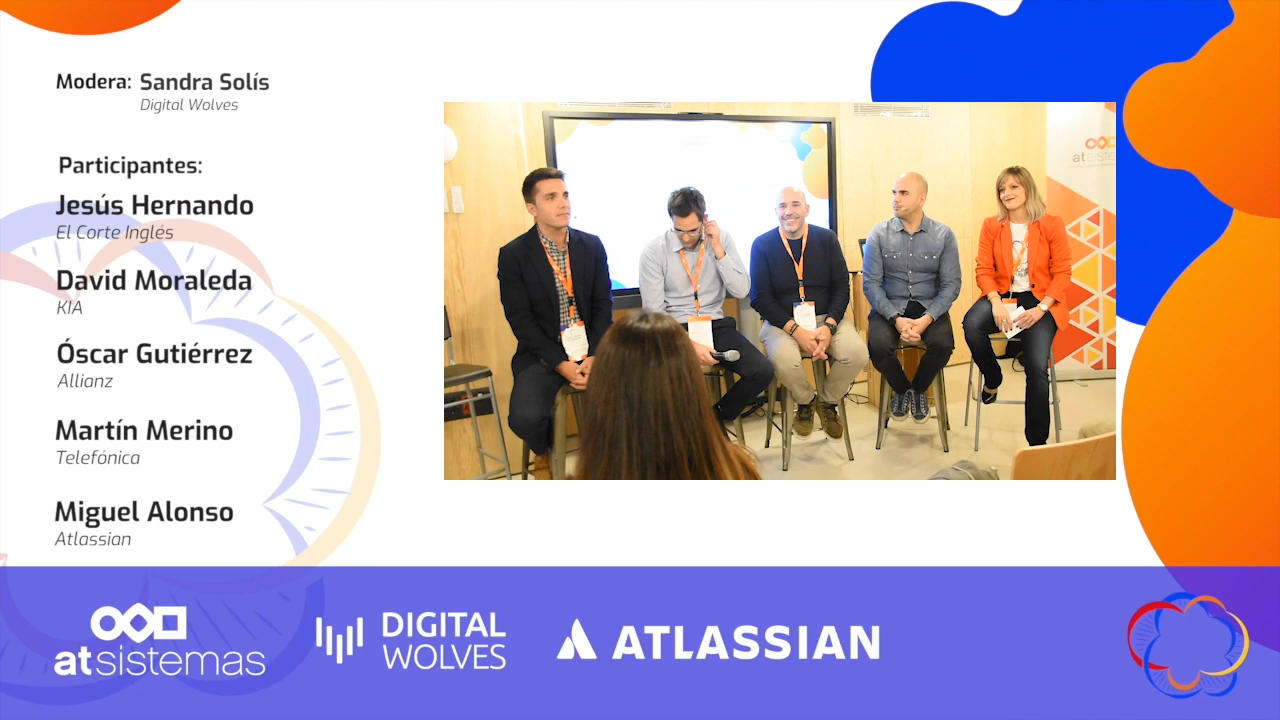 Modera: Sandra Solís
Digital Wolves
Participantes:
Jesús Hernando
El Corte Inglés
David Moraleda
KIA
Óscar Gutiérrez
Allianz
Martín Merino
Telefónica
Miguel Alonso
Atlassian
atsistemas
atsistemas
DIGITAL
WOLVES
ATLASSIAN